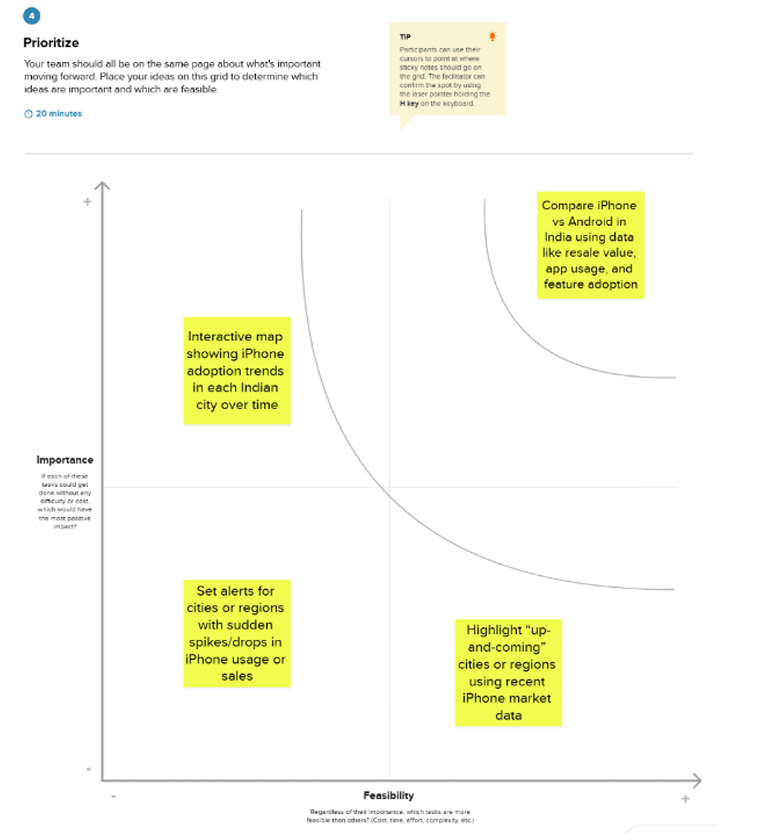 4
Prioritize
Your team should all be on the same page about what's important
moving forward. Place your ideas on this grid to determine which
ideas are important and which are feasible.
20 minutes
TIP
Participants can use their
cursors to point at where
sticky notes should go on
the grid. The facilitator can
confirm the spot by using
the laser pointer holding the
H key on the keyboard.
+
Compare iPhone
vs Android in
India using data
like resale value,
app usage, and
feature adoption
Interactive map
showing iPhone
adoption trends
in each Indian
city over time
Importance
If each of these
tasks could get
done without any
difficulty or cost,
which would have
the most positive
impact?
Set alerts for
cities or regions
with sudden
spikes/drops in
iPhone usage or
sales
Highlight “up-
and-coming”
cities or regions
using recent
iPhone market
data
-
-
Feasibility
+
Regardless of their importance, which tasks are more
feasible than others? (Cost, time, effort, complexity, etc.)